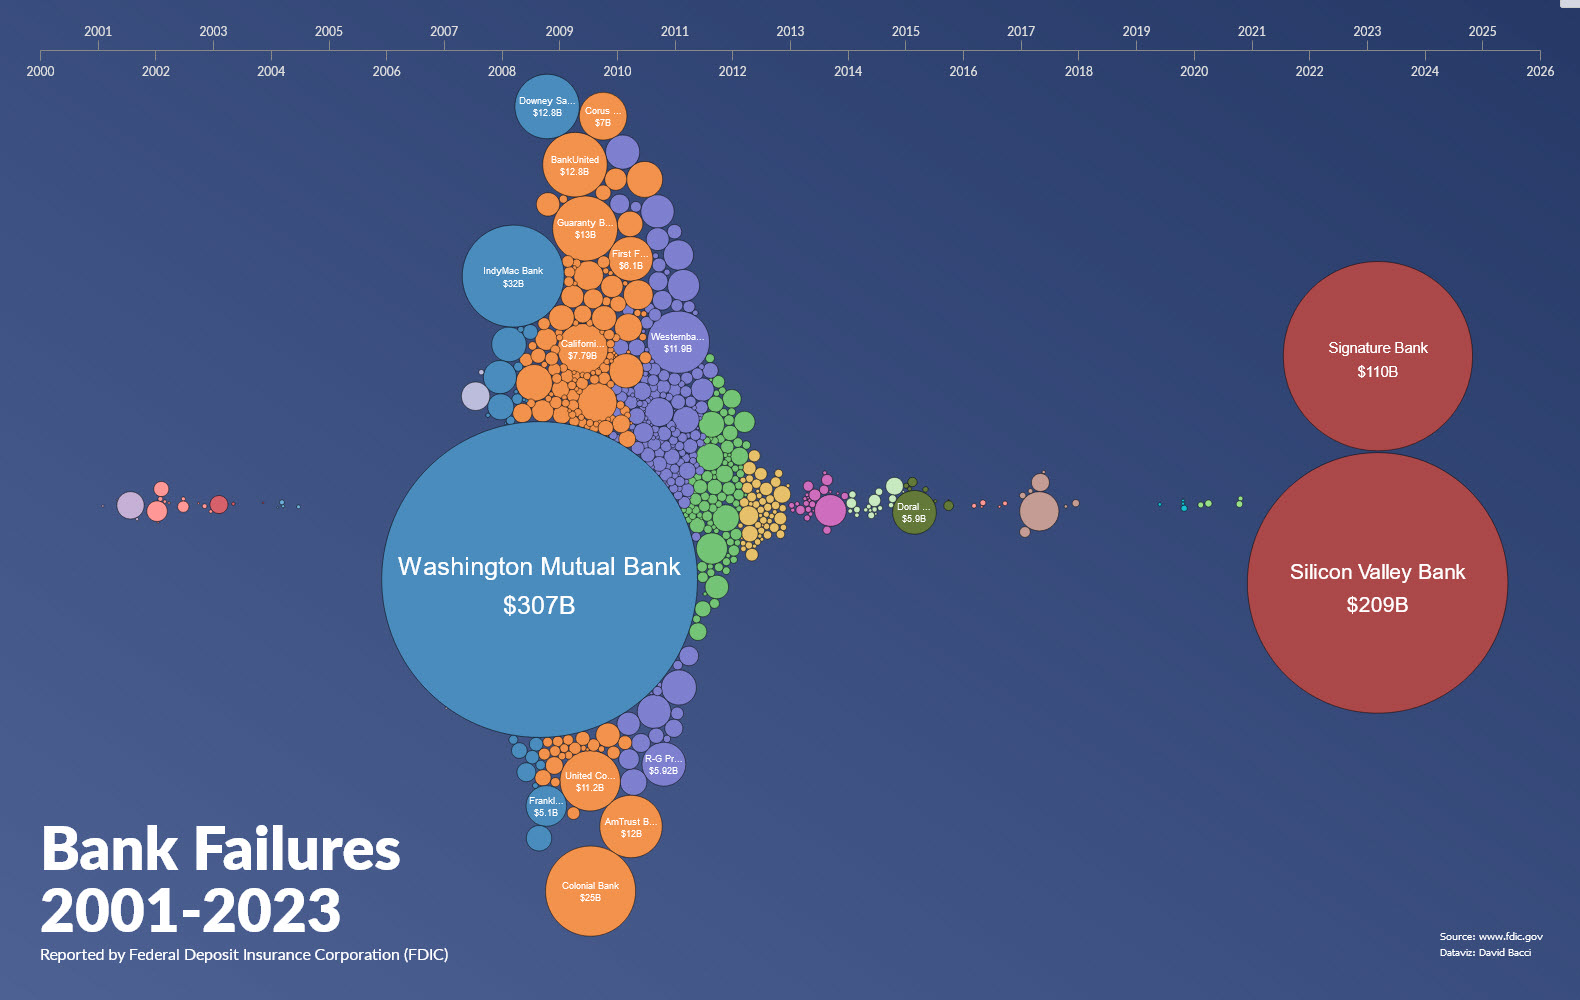 2001 2003 2005 2007 2009 2011 2013 2015 2017 2019 2021 2023 2025
2000 2002 2004 2006 2008 2010 2012 2014 2016 2018 2020 2022 2024 2026
Downey Sa...
$12.8B
Corus ...
$7B
BankUnited
$12.8B
Guaranty B...
$13B
First F...
$6.1B
IndyMac Bank
$32B
Californi...
$7.79B
Westernba...
$11.9B
Signature Bank
$110B
Doral ...
$5.9B
Washington Mutual Bank
$307B
Silicon Valley Bank
$209B
R-G Pr...
$5.92B
United Co...
$11.2B
Frankl...
$5.1B
AmTrust B...
$12B
Colonial Bank
$25B
Bank Failures
2001-2023
Reported by Federal Deposit Insurance Corporation (FDIC)
Source: www.fdic.gov
Dataviz: David Bacci